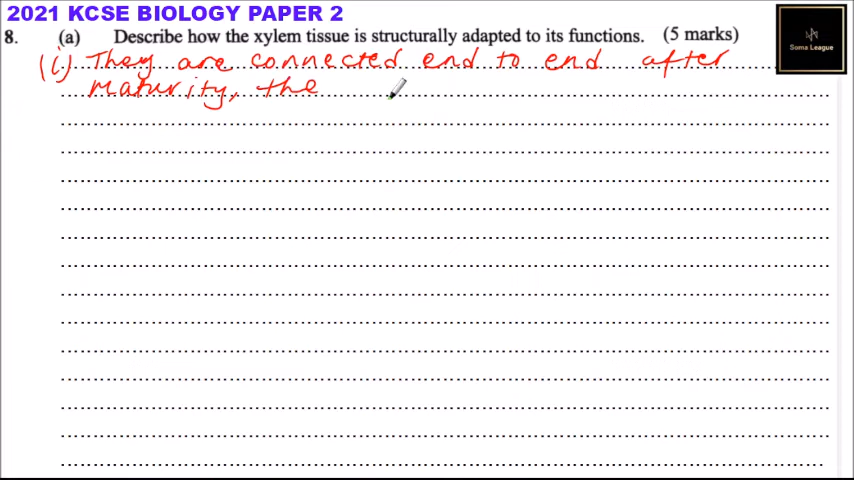 2021 KCSE BIOLOGY PAPER 2
8. (a) Describe how the xylem tissue is structurally adapted to its functions. (5 marks)
(i) They are connected end to end after
maturity, the
Soma League